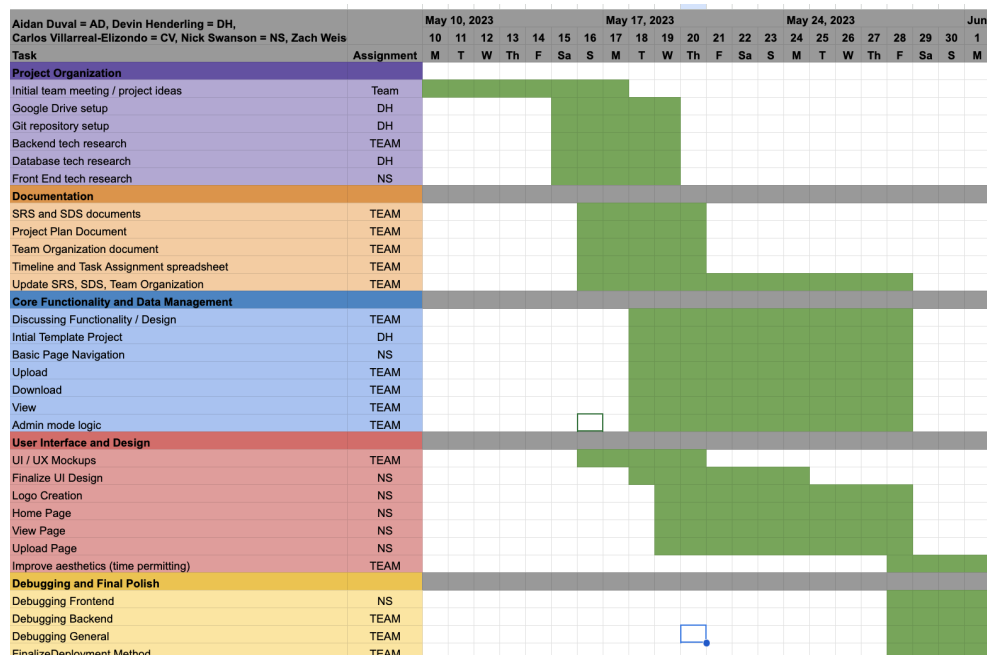 Aidan Duval = AD, Devin Henderling = DH,
Carlos Villarreal-Elizondo = CV, Nick Swanson = NS, Zach Weis
May 10, 2023 May 17, 2023 May 24, 2023 Jun
10 11 12 13 14 15 16 17 18 19 20 21 22 23 24 25 26 27 28 29 30 1
Task Assignment M T W Th F Sa S M T W Th F Sa S M T W Th F Sa S M
Project Organization
Initial team meeting / project ideas Team
Google Drive setup DH
Git repository setup DH
Backend tech research TEAM
Database tech research DH
Front End tech research NS
Documentation
SRS and SDS documents TEAM
Project Plan Document TEAM
Team Organization document TEAM
Timeline and Task Assignment spreadsheet TEAM
Update SRS, SDS, Team Organization TEAM
Core Functionality and Data Management
Discussing Functionality / Design TEAM
Intial Template Project DH
Basic Page Navigation NS
Upload TEAM
Download TEAM
View TEAM
Admin mode logic TEAM
User Interface and Design
UI / UX Mockups TEAM
Finalize UI Design NS
Logo Creation NS
Home Page NS
View Page NS
Upload Page NS
Improve aesthetics (time permitting) TEAM
Debugging and Final Polish
Debugging Frontend NS
Debugging Backend TEAM
Debugging General TEAM
FinalizeDeployment Method TEAM